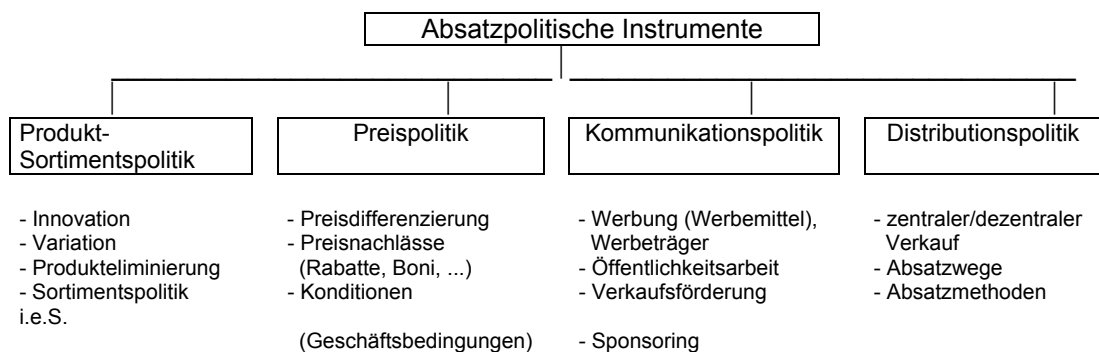 Absatzpolitische Instrumente
Produkt-
Sortimentspolitik
Preispolitik
Kommunikationspolitik
Distributionspolitik
- Innovation
- Variation
- Produkteliminierung
- Sortimentspolitik
i.e.S.
- Preisdifferenzierung
- Preisnachlässe
(Rabatte, Boni, ...)
- Konditionen
(Geschäftsbedingungen)
- Werbung (Werbemittel),
Werbeträger
- Öffentlichkeitsarbeit
- Verkaufsförderung
- Sponsoring
- zentraler/dezentraler
Verkauf
- Absatzwege
- Absatzmethoden